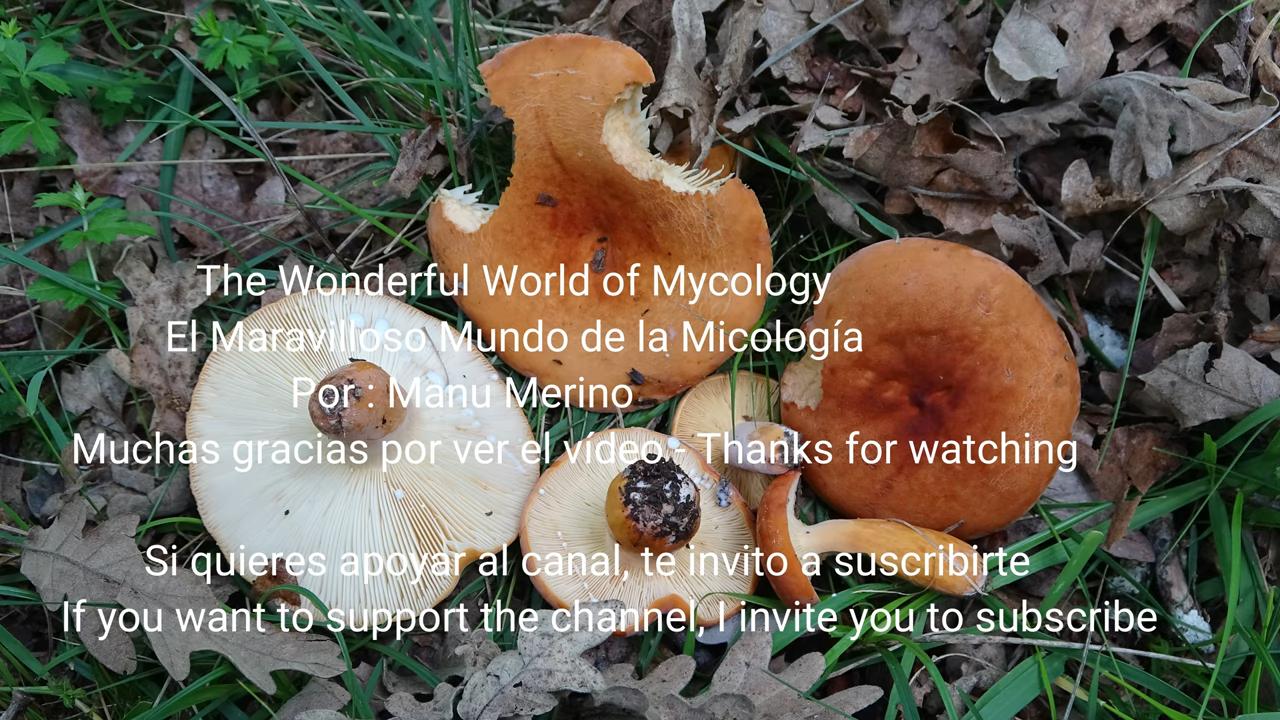 The Wonderful World of Mycology
El Maravilloso Mundo de la Micología
Por : Manu Merino
Muchas gracias por ver el vídeo.- Thanks for watching
Si quieres apoyar al canal, te invito a suscribirte
If you want to support the channel, I invite you to subscribe